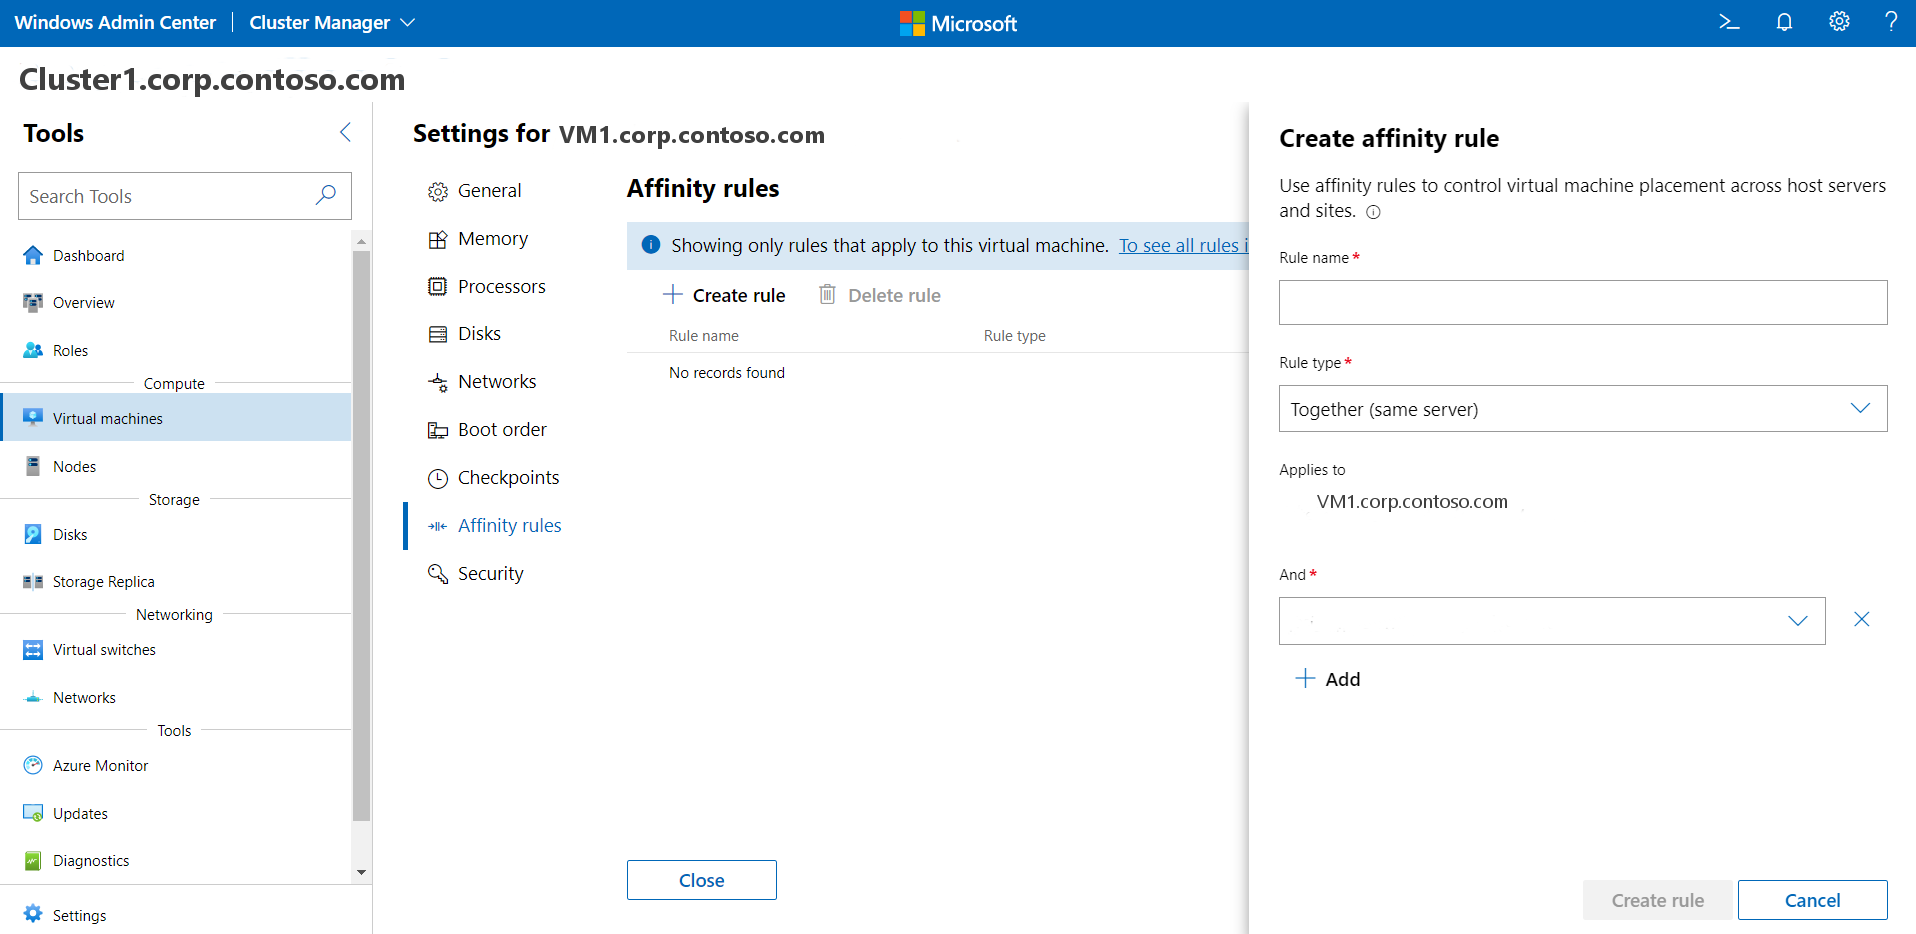 Windows Admin Center | Cluster Manager
Microsoft
Cluster1.corp.contoso.com
Tools
Search Tools
Dashboard
Overview
Roles
Compute
Virtual machines
Nodes
Storage
Disks
Storage Replica
Networking
Virtual switches
Networks
Tools
Azure Monitor
Updates
Diagnostics
Settings
Settings for VM1.corp.contoso.com
General
Memory
Processors
Disks
Networks
Boot order
Checkpoints
Affinity rules
Security
Affinity rules
Showing only rules that apply to this virtual machine. To see all rules i
Create rule Delete rule
Rule name Rule type
No records found
Close
Create affinity rule
Use affinity rules to control virtual machine placement across host servers
and sites.
Rule name *
Rule type *
Together (same server)
Applies to
VM1.corp.contoso.com
And *
Add
Create rule Cancel